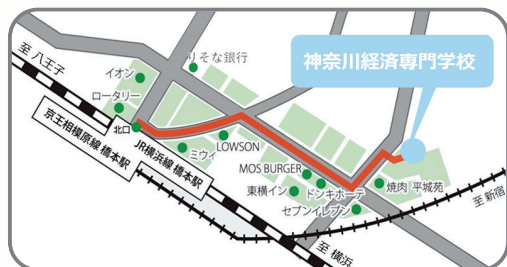 至 八王子
イオン
りそな銀行
神奈川経済専門学校
ロータリー
北口
京王相模原線 橋本駅
JR横浜線 橋本駅
ミウィ
LOWSON
MOS BURGER
東横イン
ドンキホーテ
セブンイレブン
焼肉 平城苑
至 新宿
至 横浜